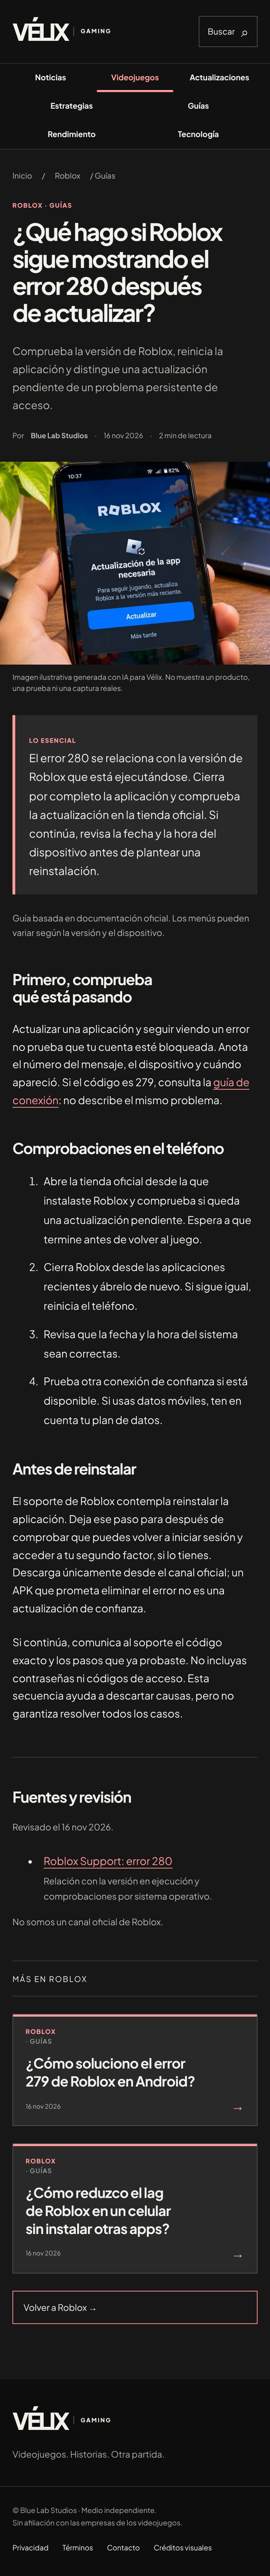 VÉLIX GAMING
Buscar
Noticias Videojuegos Actualizaciones
Estrategias Guías
Rendimiento Tecnología
Inicio / Roblox / Guías
ROBLOX · GUÍAS
¿Qué hago si Roblox
sigue mostrando el
error 280 después
de actualizar?
Comprueba la versión de Roblox, reinicia la
aplicación y distingue una actualización
pendiente de un problema persistente de
acceso.
Por Blue Lab Studios · 16 nov 2026 · 2 min de lectura
10:37 82%
ROBLOX
Actualización de la app
necesaria
Para seguir jugando, actualiza
Roblox a la versión más reciente.
Actualizar
Más tarde
Imagen ilustrativa generada con IA para Vélix. No muestra un producto,
una prueba ni una captura reales.
LO ESENCIAL
El error 280 se relaciona con la versión de
Roblox que está ejecutándose. Cierra
por completo la aplicación y comprueba
la actualización en la tienda oficial. Si
continúa, revisa la fecha y la hora del
dispositivo antes de plantear una
reinstalación.
Guía basada en documentación oficial. Los menús pueden
variar según la versión y el dispositivo.
Primero, comprueba
qué está pasando
Actualizar una aplicación y seguir viendo un error
no prueba que tu cuenta esté bloqueada. Anota
el número del mensaje, el dispositivo y cuándo
apareció. Si el código es 279, consulta la guía de
conexión: no describe el mismo problema.
Comprobaciones en el teléfono
1. Abre la tienda oficial desde la que
instalaste Roblox y comprueba si queda
una actualización pendiente. Espera a que
termine antes de volver al juego.
2. Cierra Roblox desde las aplicaciones
recientes y ábrelo de nuevo. Si sigue igual,
reinicia el teléfono.
3. Revisa que la fecha y la hora del sistema
sean correctas.
4. Prueba otra conexión de confianza si está
disponible. Si usas datos móviles, ten en
cuenta tu plan de datos.
Antes de reinstalar
El soporte de Roblox contempla reinstalar la
aplicación. Deja ese paso para después de
comprobar que puedes volver a iniciar sesión y
acceder a tu segundo factor, si lo tienes.
Descarga únicamente desde el canal oficial; un
APK que prometa eliminar el error no es una
actualización de confianza.
Si continúa, comunica al soporte el código
exacto y los pasos que ya probaste. No incluyas
contraseñas ni códigos de acceso. Esta
secuencia ayuda a descartar causas, pero no
garantiza resolver todos los casos.
Fuentes y revisión
Revisado el 16 nov 2026.
• Roblox Support: error 280
Relación con la versión en ejecución y
comprobaciones por sistema operativo.
No somos un canal oficial de Roblox.
MÁS EN ROBLOX
ROBLOX
· GUÍAS
¿Cómo soluciono el error
279 de Roblox en Android?
16 nov 2026 →
ROBLOX
· GUÍAS
¿Cómo reduzco el lag
de Roblox en un celular
sin instalar otras apps?
16 nov 2026 →
Volver a Roblox →
VÉLIX GAMING
Videojuegos. Historias. Otra partida.
© Blue Lab Studios · Medio independiente.
Sin afiliación con las empresas de los videojuegos.
Privacidad Términos Contacto Créditos visuales